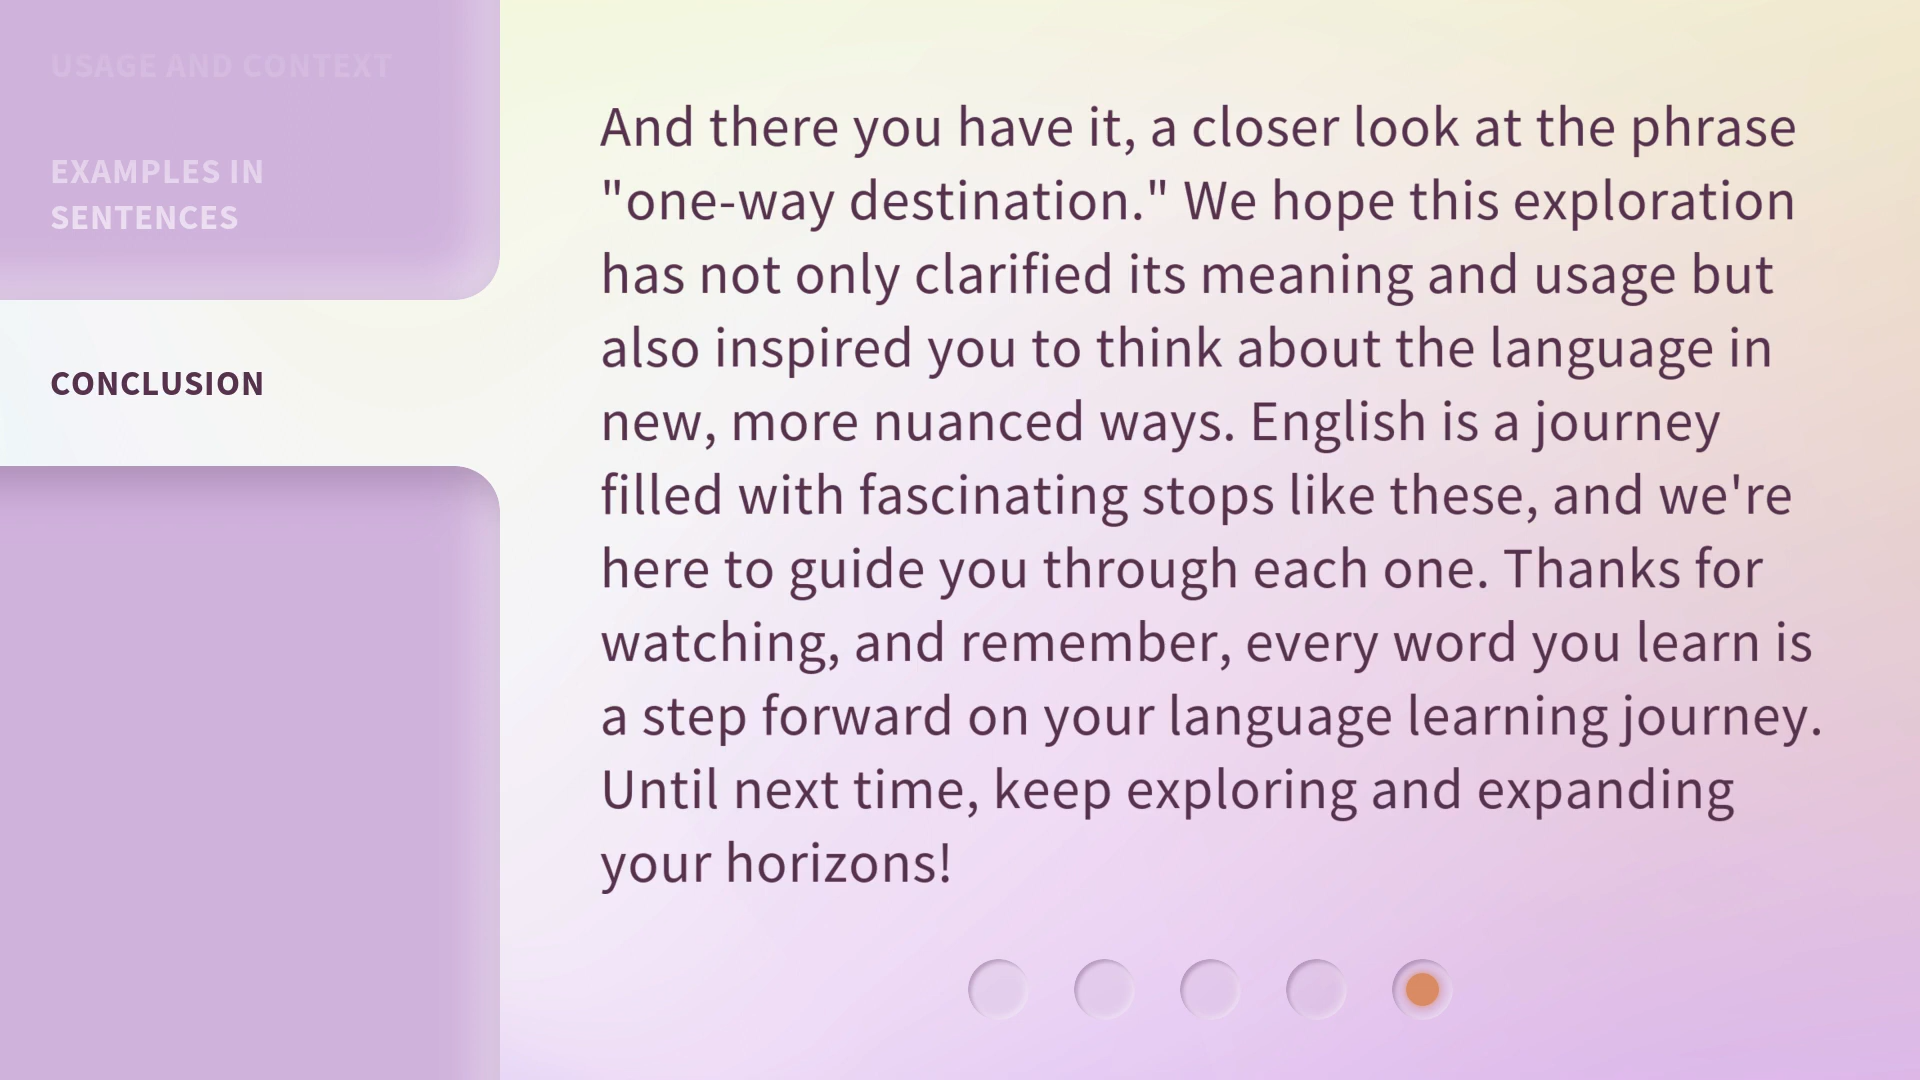 USAGE AND CONTEXT
EXAMPLES IN
SENTENCES
CONCLUSION
And there you have it, a closer look at the phrase
"one-way destination." We hope this exploration
has not only clarified its meaning and usage but
also inspired you to think about the language in
new, more nuanced ways. English is a journey
filled with fascinating stops like these, and we're
here to guide you through each one. Thanks for
watching, and remember, every word you learn is
a step forward on your language learning journey.
Until next time, keep exploring and expanding
your horizons!